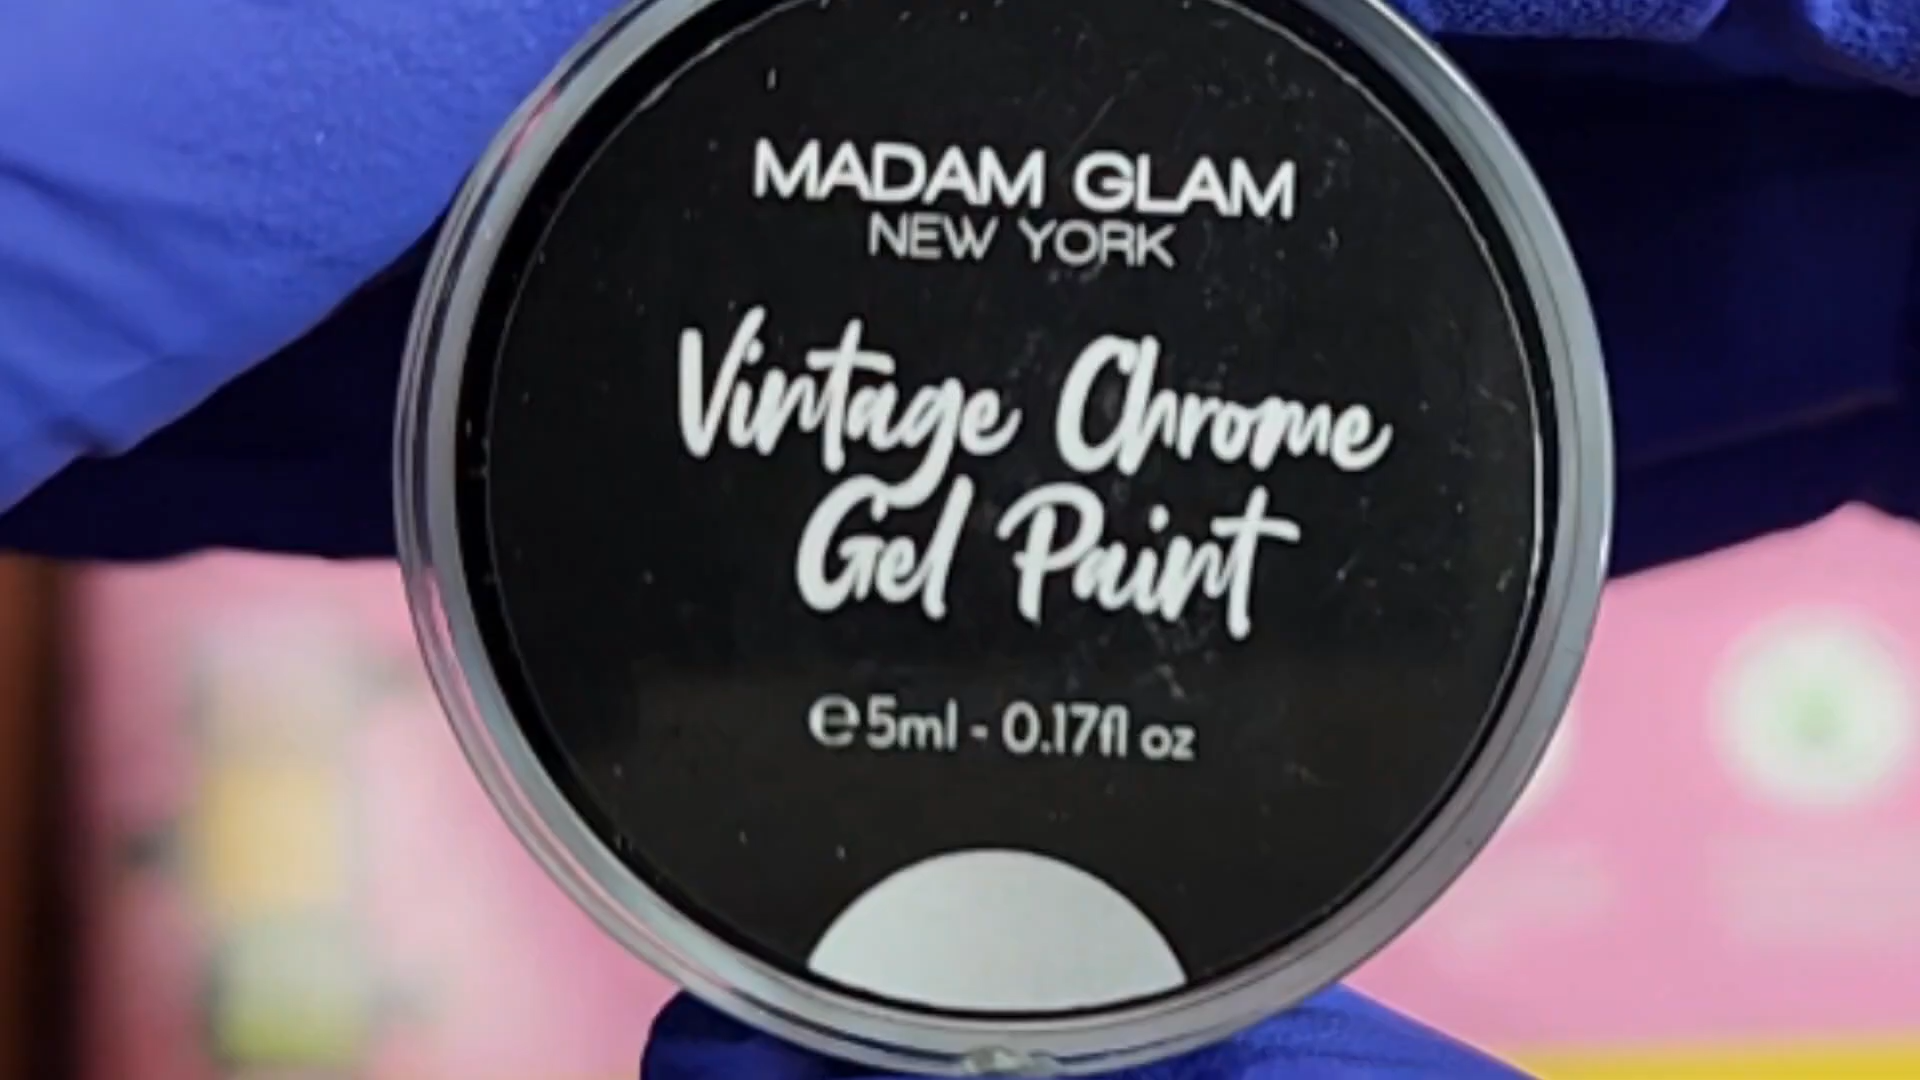 MADAM GLAM
NEW YORK
Vintage Chrome
Gel Paint
℮5ml - 0.17fl oz